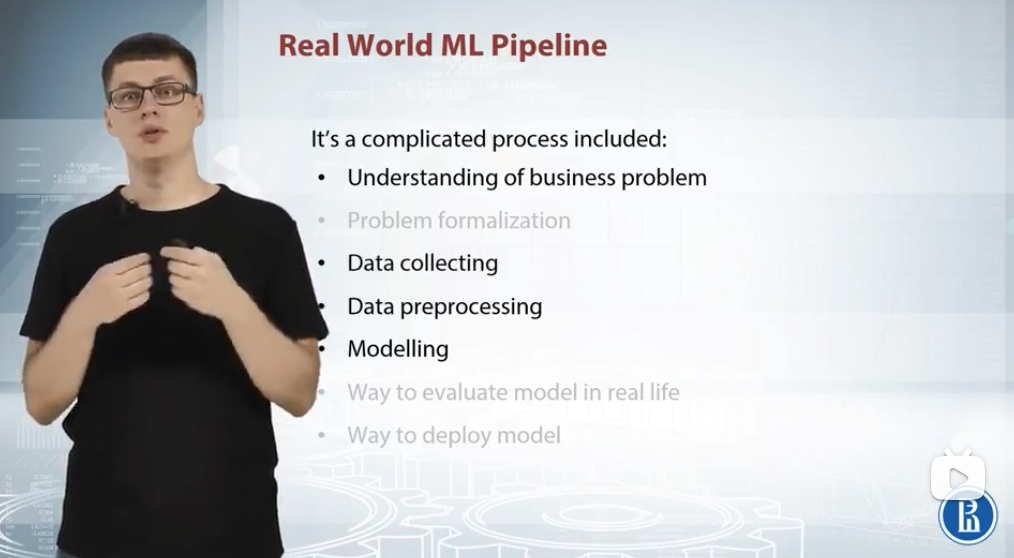 Real World ML Pipeline
It's a complicated process included:
• Understanding of business problem
• Problem formalization
• Data collecting
• Data preprocessing
• Modelling
• Way to evaluate model in real life
• Way to deploy model